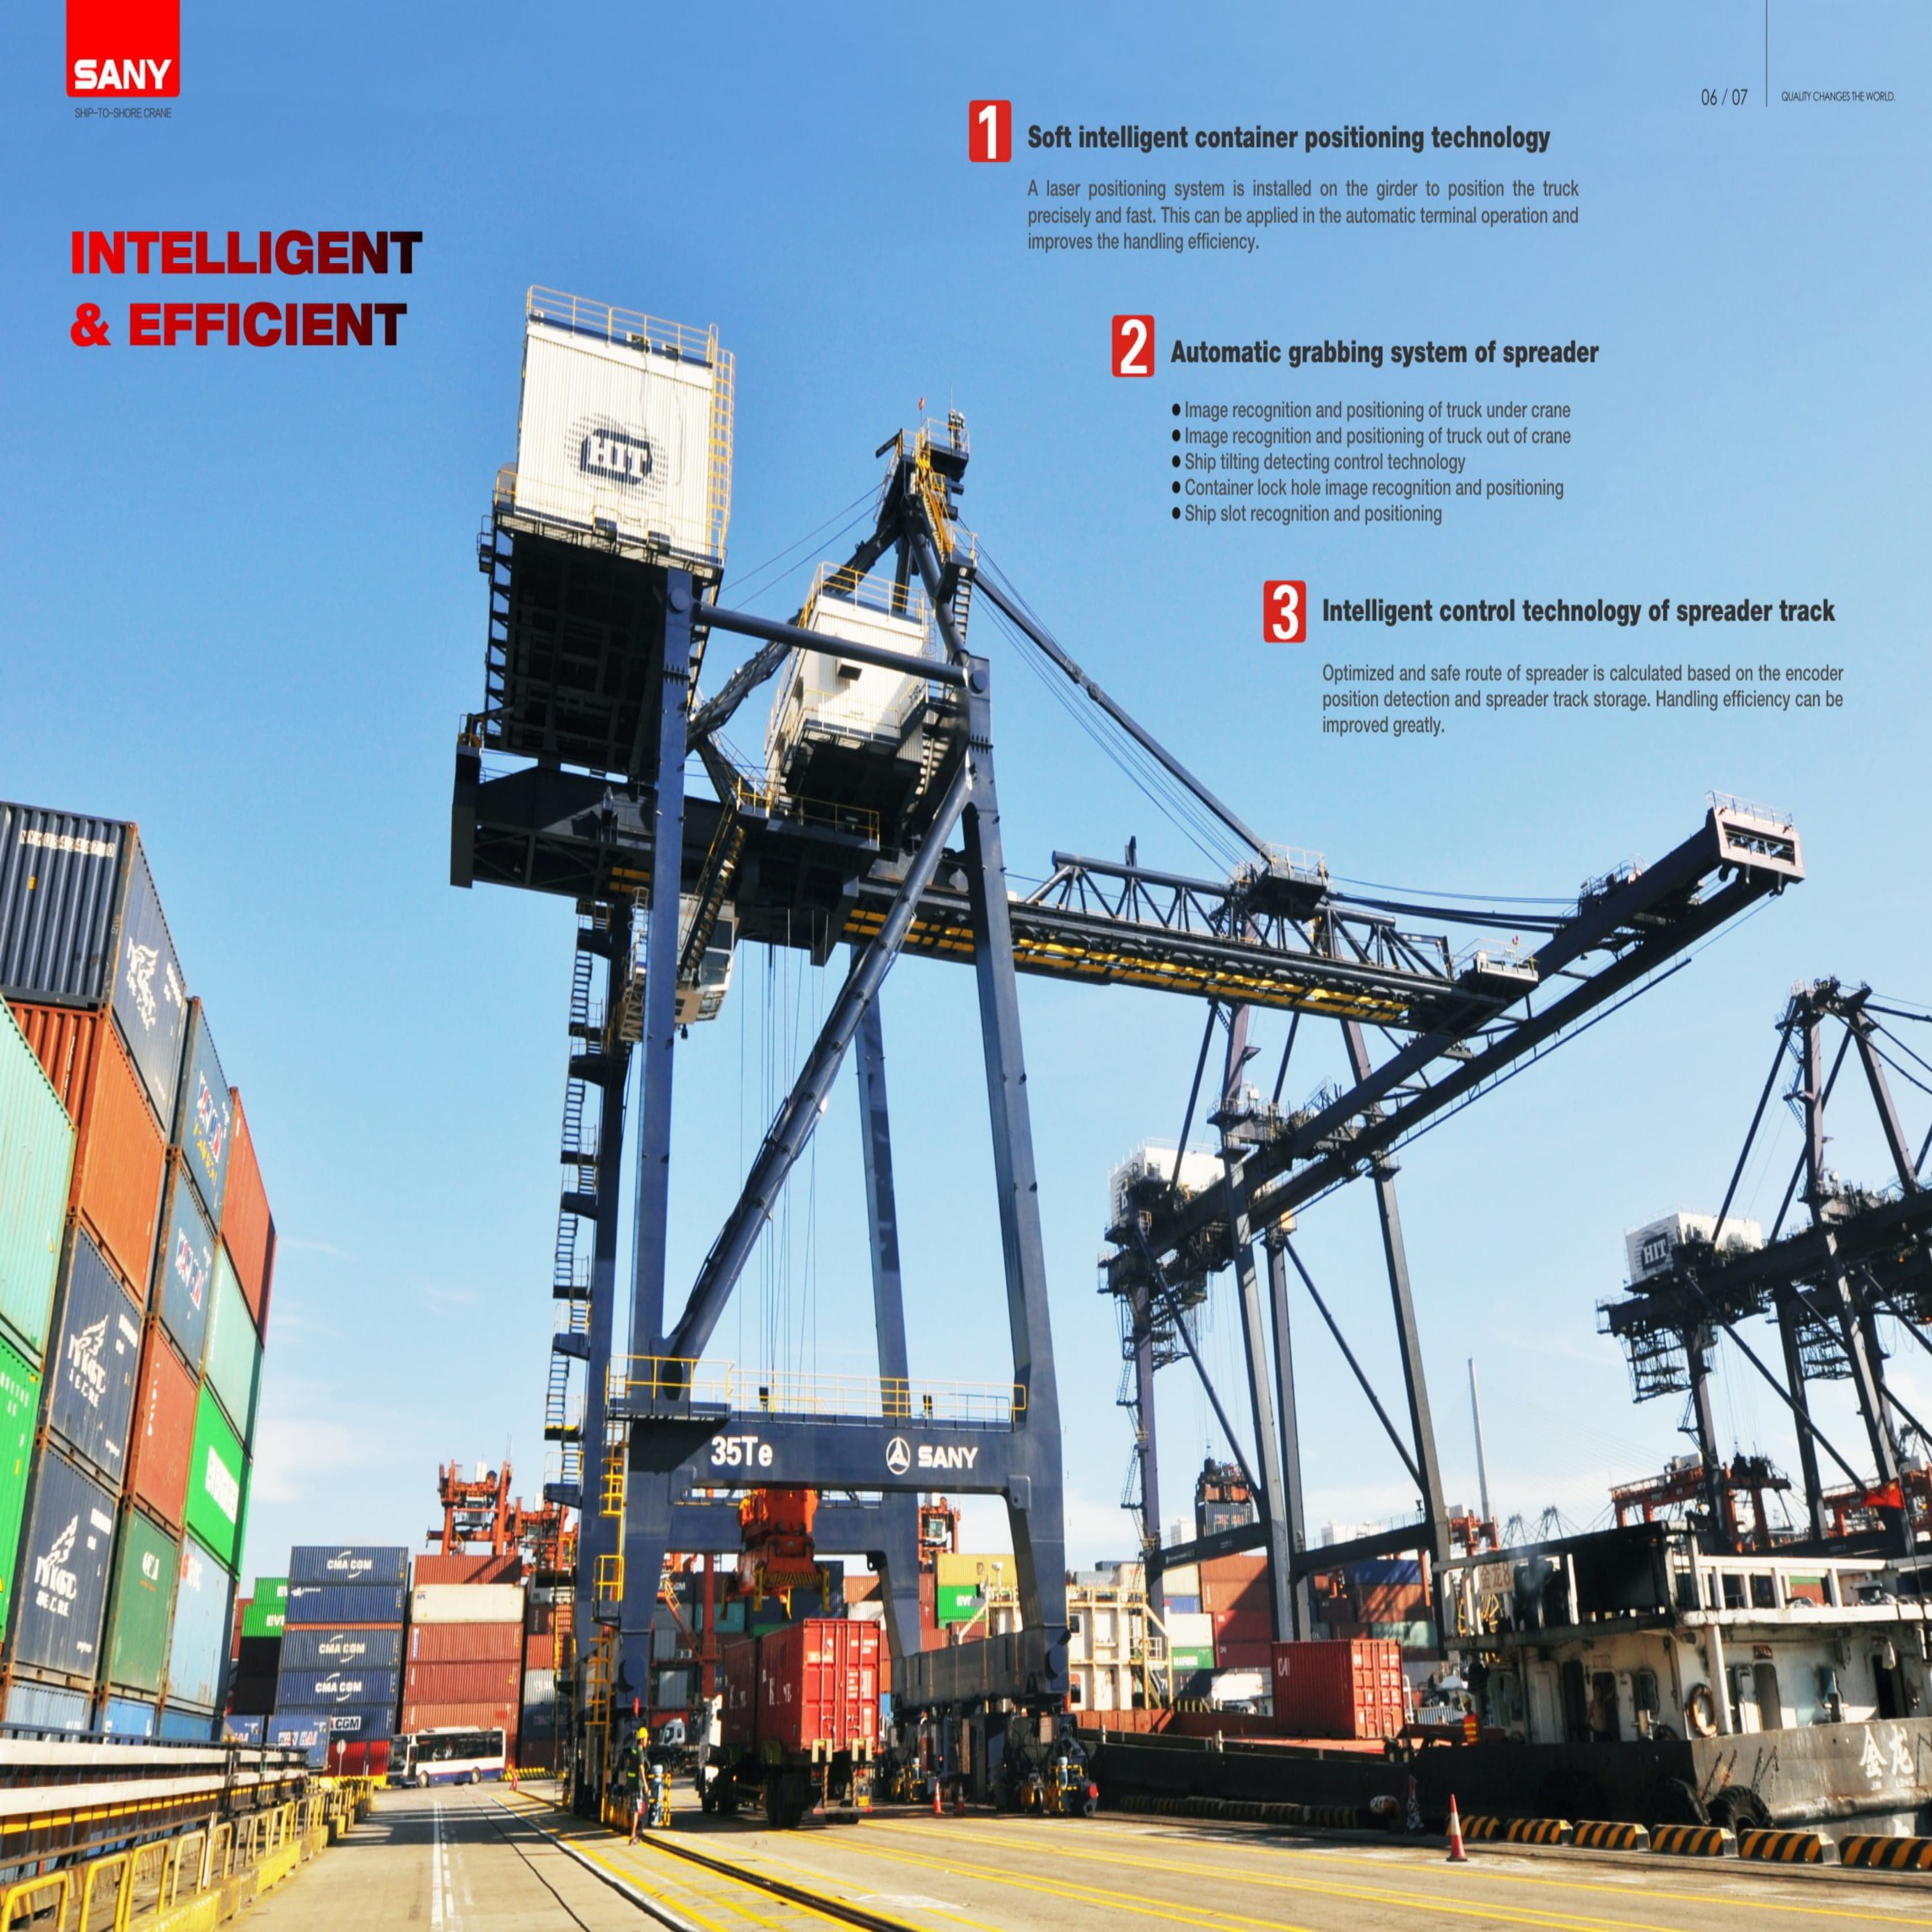 SANY
SHIP-TO-SHORE CRANE
06 / 07
QUALITY CHANGES THE WORLD.
INTELLIGENT
& EFFICIENT
1
Soft intelligent container positioning technology
A laser positioning system is installed on the girder to position the truck
precisely and fast. This can be applied in the automatic terminal operation and
improves the handling efficiency.
2
Automatic grabbing system of spreader
● Image recognition and positioning of truck under crane
● Image recognition and positioning of truck out of crane
● Ship tilting detecting control technology
● Container lock hole image recognition and positioning
● Ship slot recognition and positioning
3
Intelligent control technology of spreader track
Optimized and safe route of spreader is calculated based on the encoder
position detection and spreader track storage. Handling efficiency can be
improved greatly.
HIT
HIT
35Te
SANY
CMA CGM
CMA CGM
CMA CGM
CGM
金龙